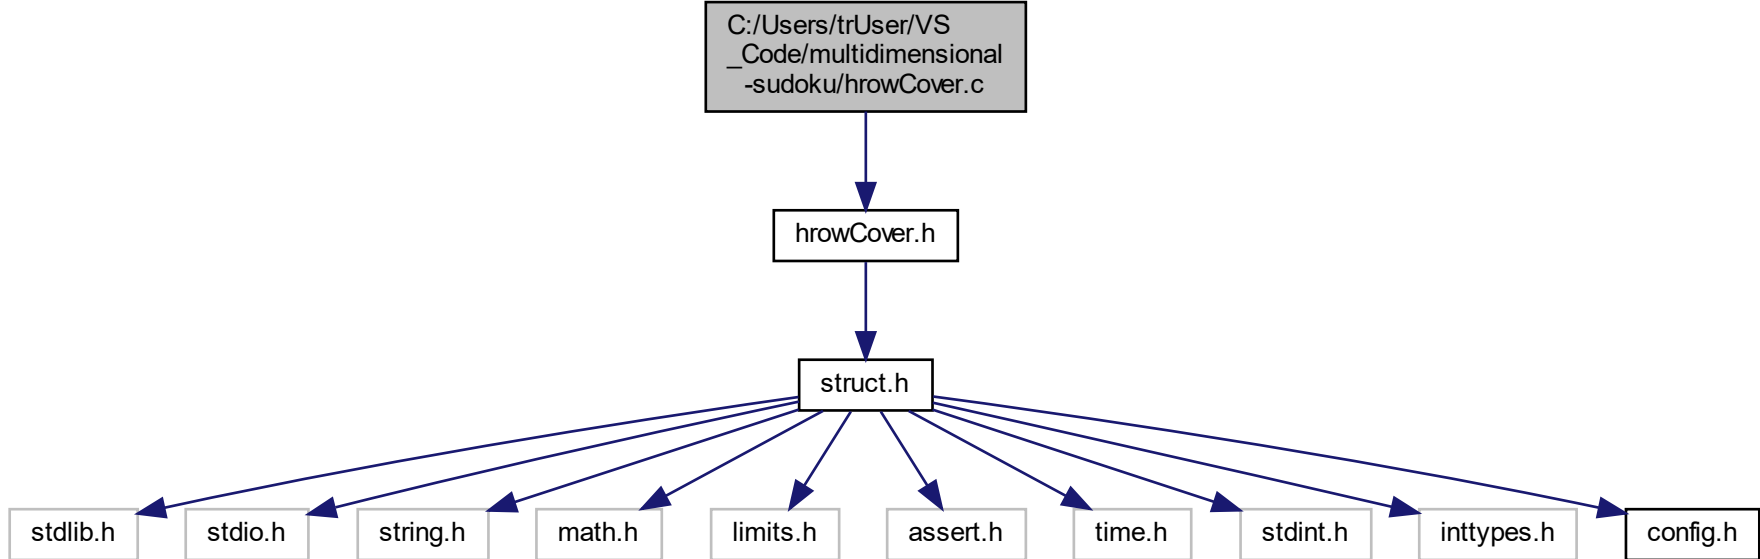 C:/Users/trUser/VS
_Code/multidimensional
-sudoku/hrowCover.c
hrowCover.h
struct.h
stdlib.h
stdio.h
string.h
math.h
limits.h
assert.h
time.h
stdint.h
inttypes.h
config.h